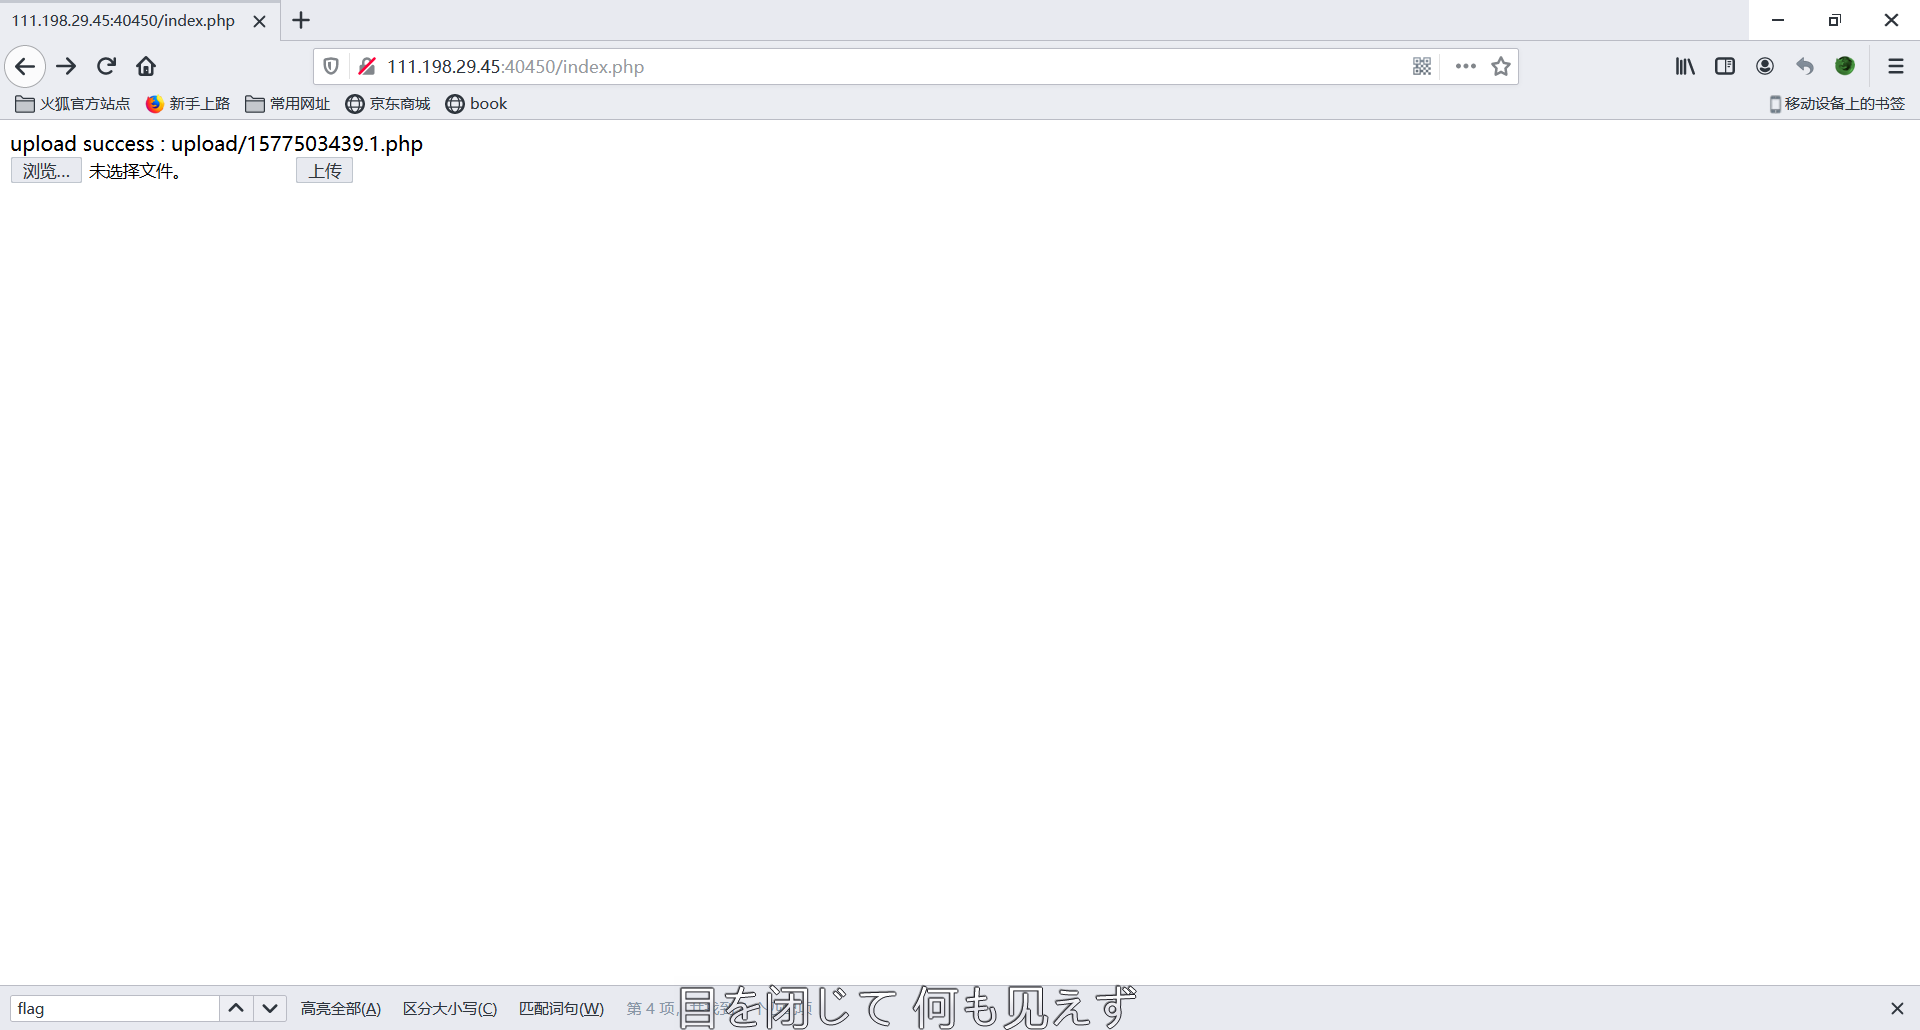 111.198.29.45:40450/index.php
111.198.29.45:40450/index.php
火狐官方站点 新手上路 常用网址 京东商城 book 移动设备上的书签
upload success : upload/1577503439.1.php
浏览... 未选择文件。 上传
flag 高亮全部(A) 区分大小写(C) 匹配词句(W) 第 4 项,
目を闭じて 何も见えず